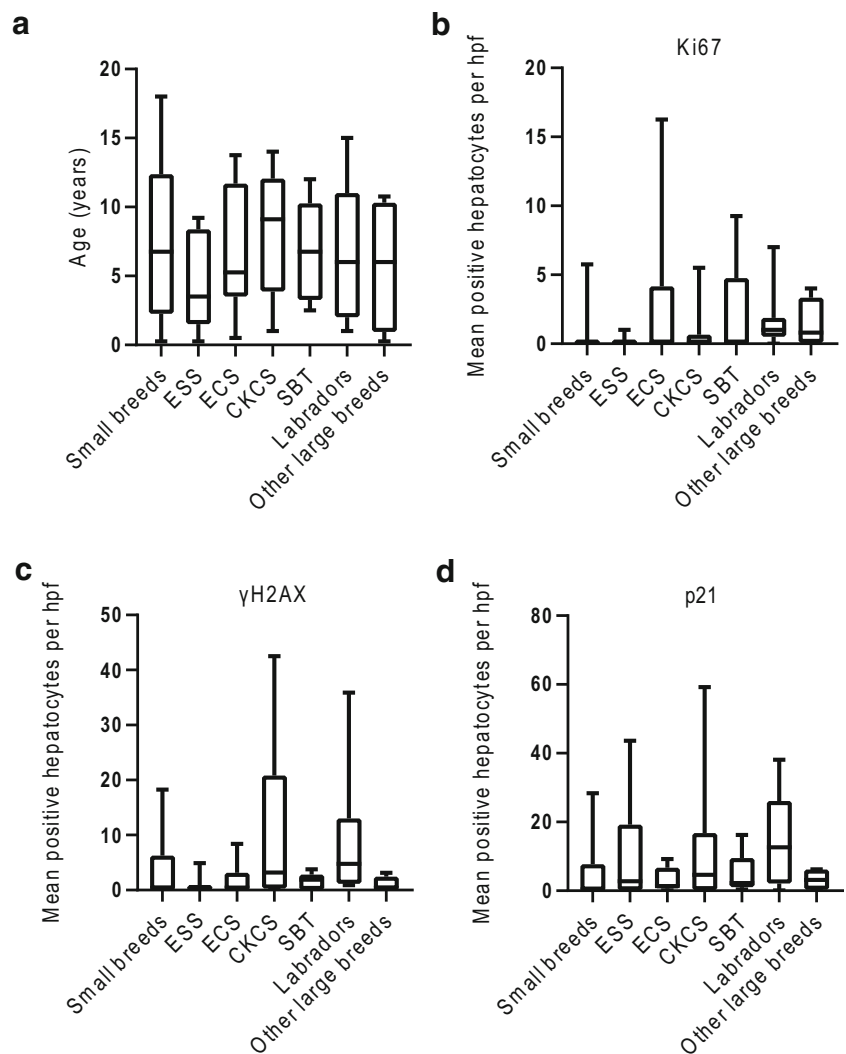 a
Age (years)
20
15
10
5
0
Small breeds
ESS
ECS
CKCS
SBT
Labradors
Other large breeds
b
Ki67
Mean positive hepatocytes per hpf
20
15
10
5
0
Small breeds
ESS
ECS
CKCS
SBT
Labradors
Other large breeds
c
γH2AX
Mean positive hepatocytes per hpf
50
40
30
20
10
0
Small breeds
ESS
ECS
CKCS
SBT
Labradors
Other large breeds
d
p21
Mean positive hepatocytes per hpf
80
60
40
20
0
Small breeds
ESS
ECS
CKCS
SBT
Labradors
Other large breeds